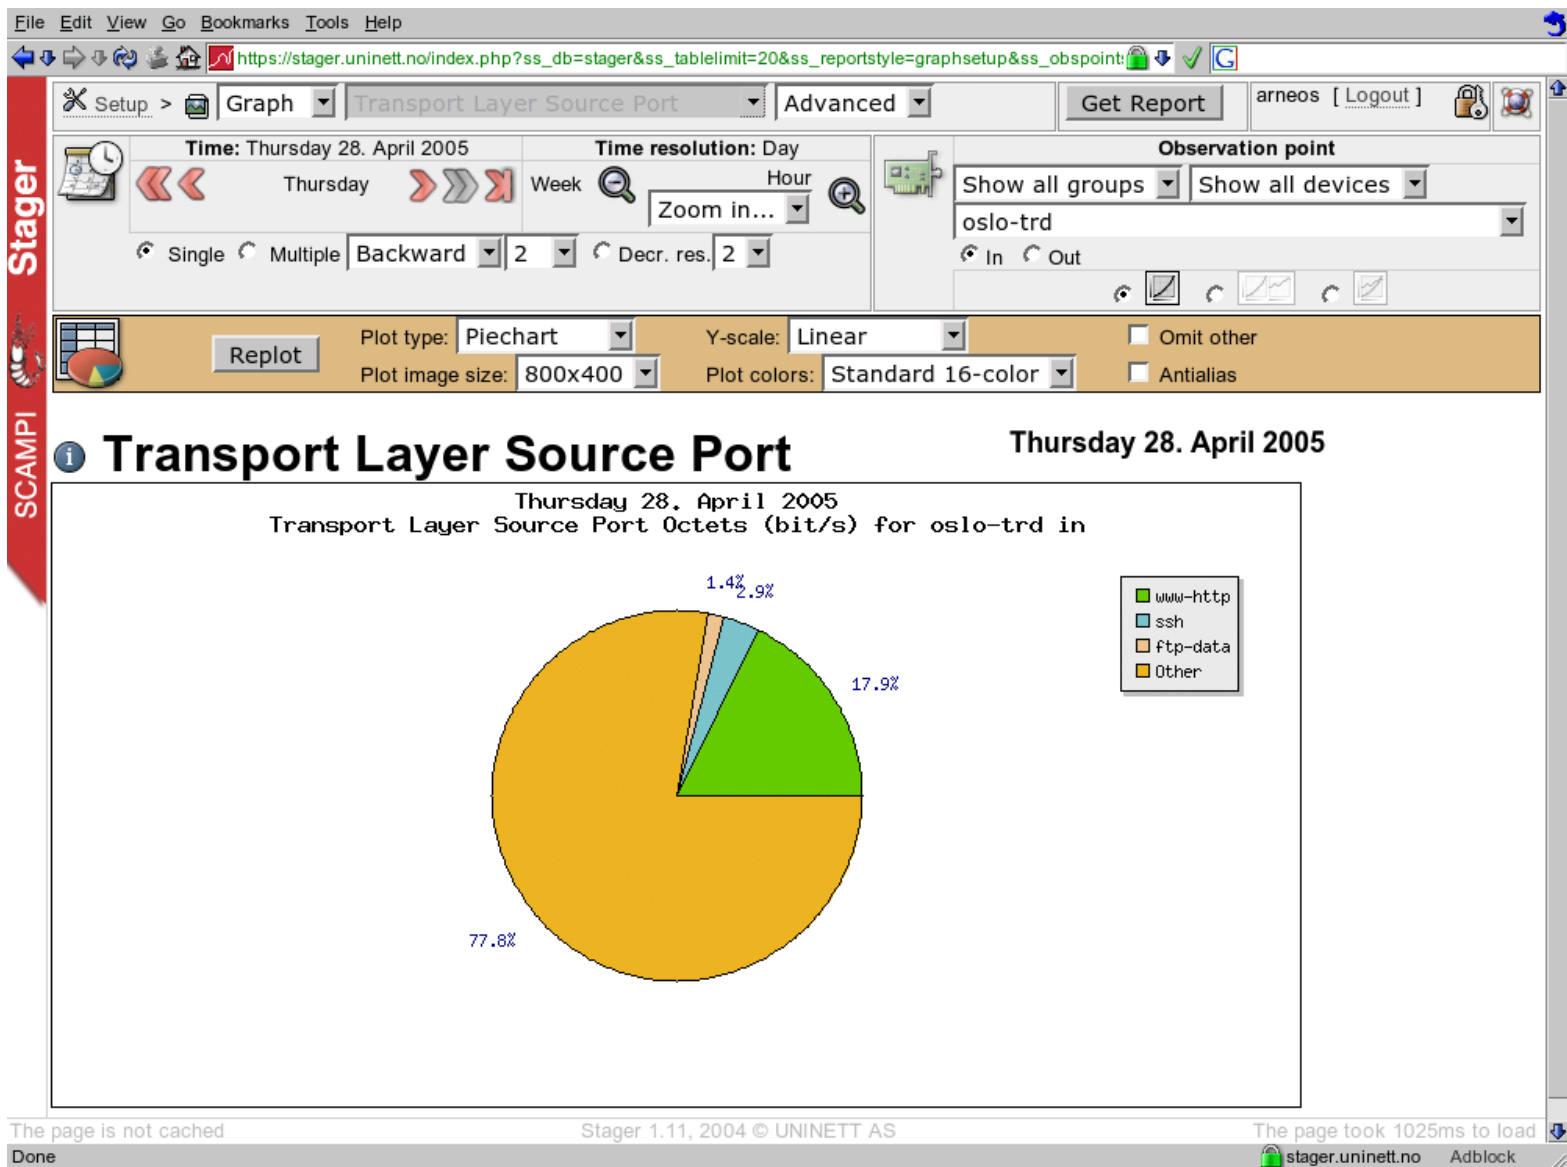 File Edit View Go Bookmarks Tools Help
https://stager.uninett.no/index.php?ss_db=stager&ss_tablelimit=20&ss_reportstyle=graphsetup&ss_obspoint: G
Setup > Graph Transport Layer Source Port Advanced Get Report arneos [ Logout ]
Time: Thursday 28. April 2005 Time resolution: Day Observation point
Thursday Week Hour Show all groups Show all devices
Zoom in... oslo-trd
Single Multiple Backward 2 Decr. res. 2 In Out
Stager
SCAMPI
Plot type: Piechart Y-scale: Linear Omit other
Replot
Plot image size: 800x400 Plot colors: Standard 16-color Antialias
i Transport Layer Source Port Thursday 28. April 2005
Thursday 28. April 2005
Transport Layer Source Port Octets (bit/s) for oslo-trd in
1.4%
2.9%
17.9%
77.8%
www-http
ssh
ftp-data
Other
The page is not cached Stager 1.11, 2004 © UNINETT AS The page took 1025ms to load
Done stager.uninett.no Adblock